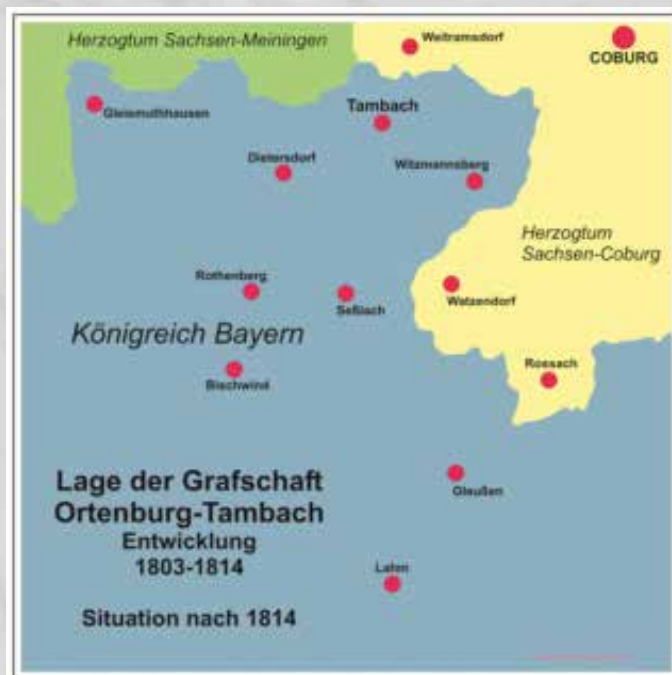 Herzogtum Sachsen-Meiningen
Weitramsdorf
COBURG
Gleismuthhausen
Tambach
Dietersdorf
Witzmannsberg
Herzogtum
Sachsen-Coburg
Rothenberg
Seßlach
Watzendorf
Königreich Bayern
Bischwind
Rossach
Lage der Grafschaft
Ortenburg-Tambach
Entwicklung
1803-1814
Gleußen
Lahm
Situation nach 1814